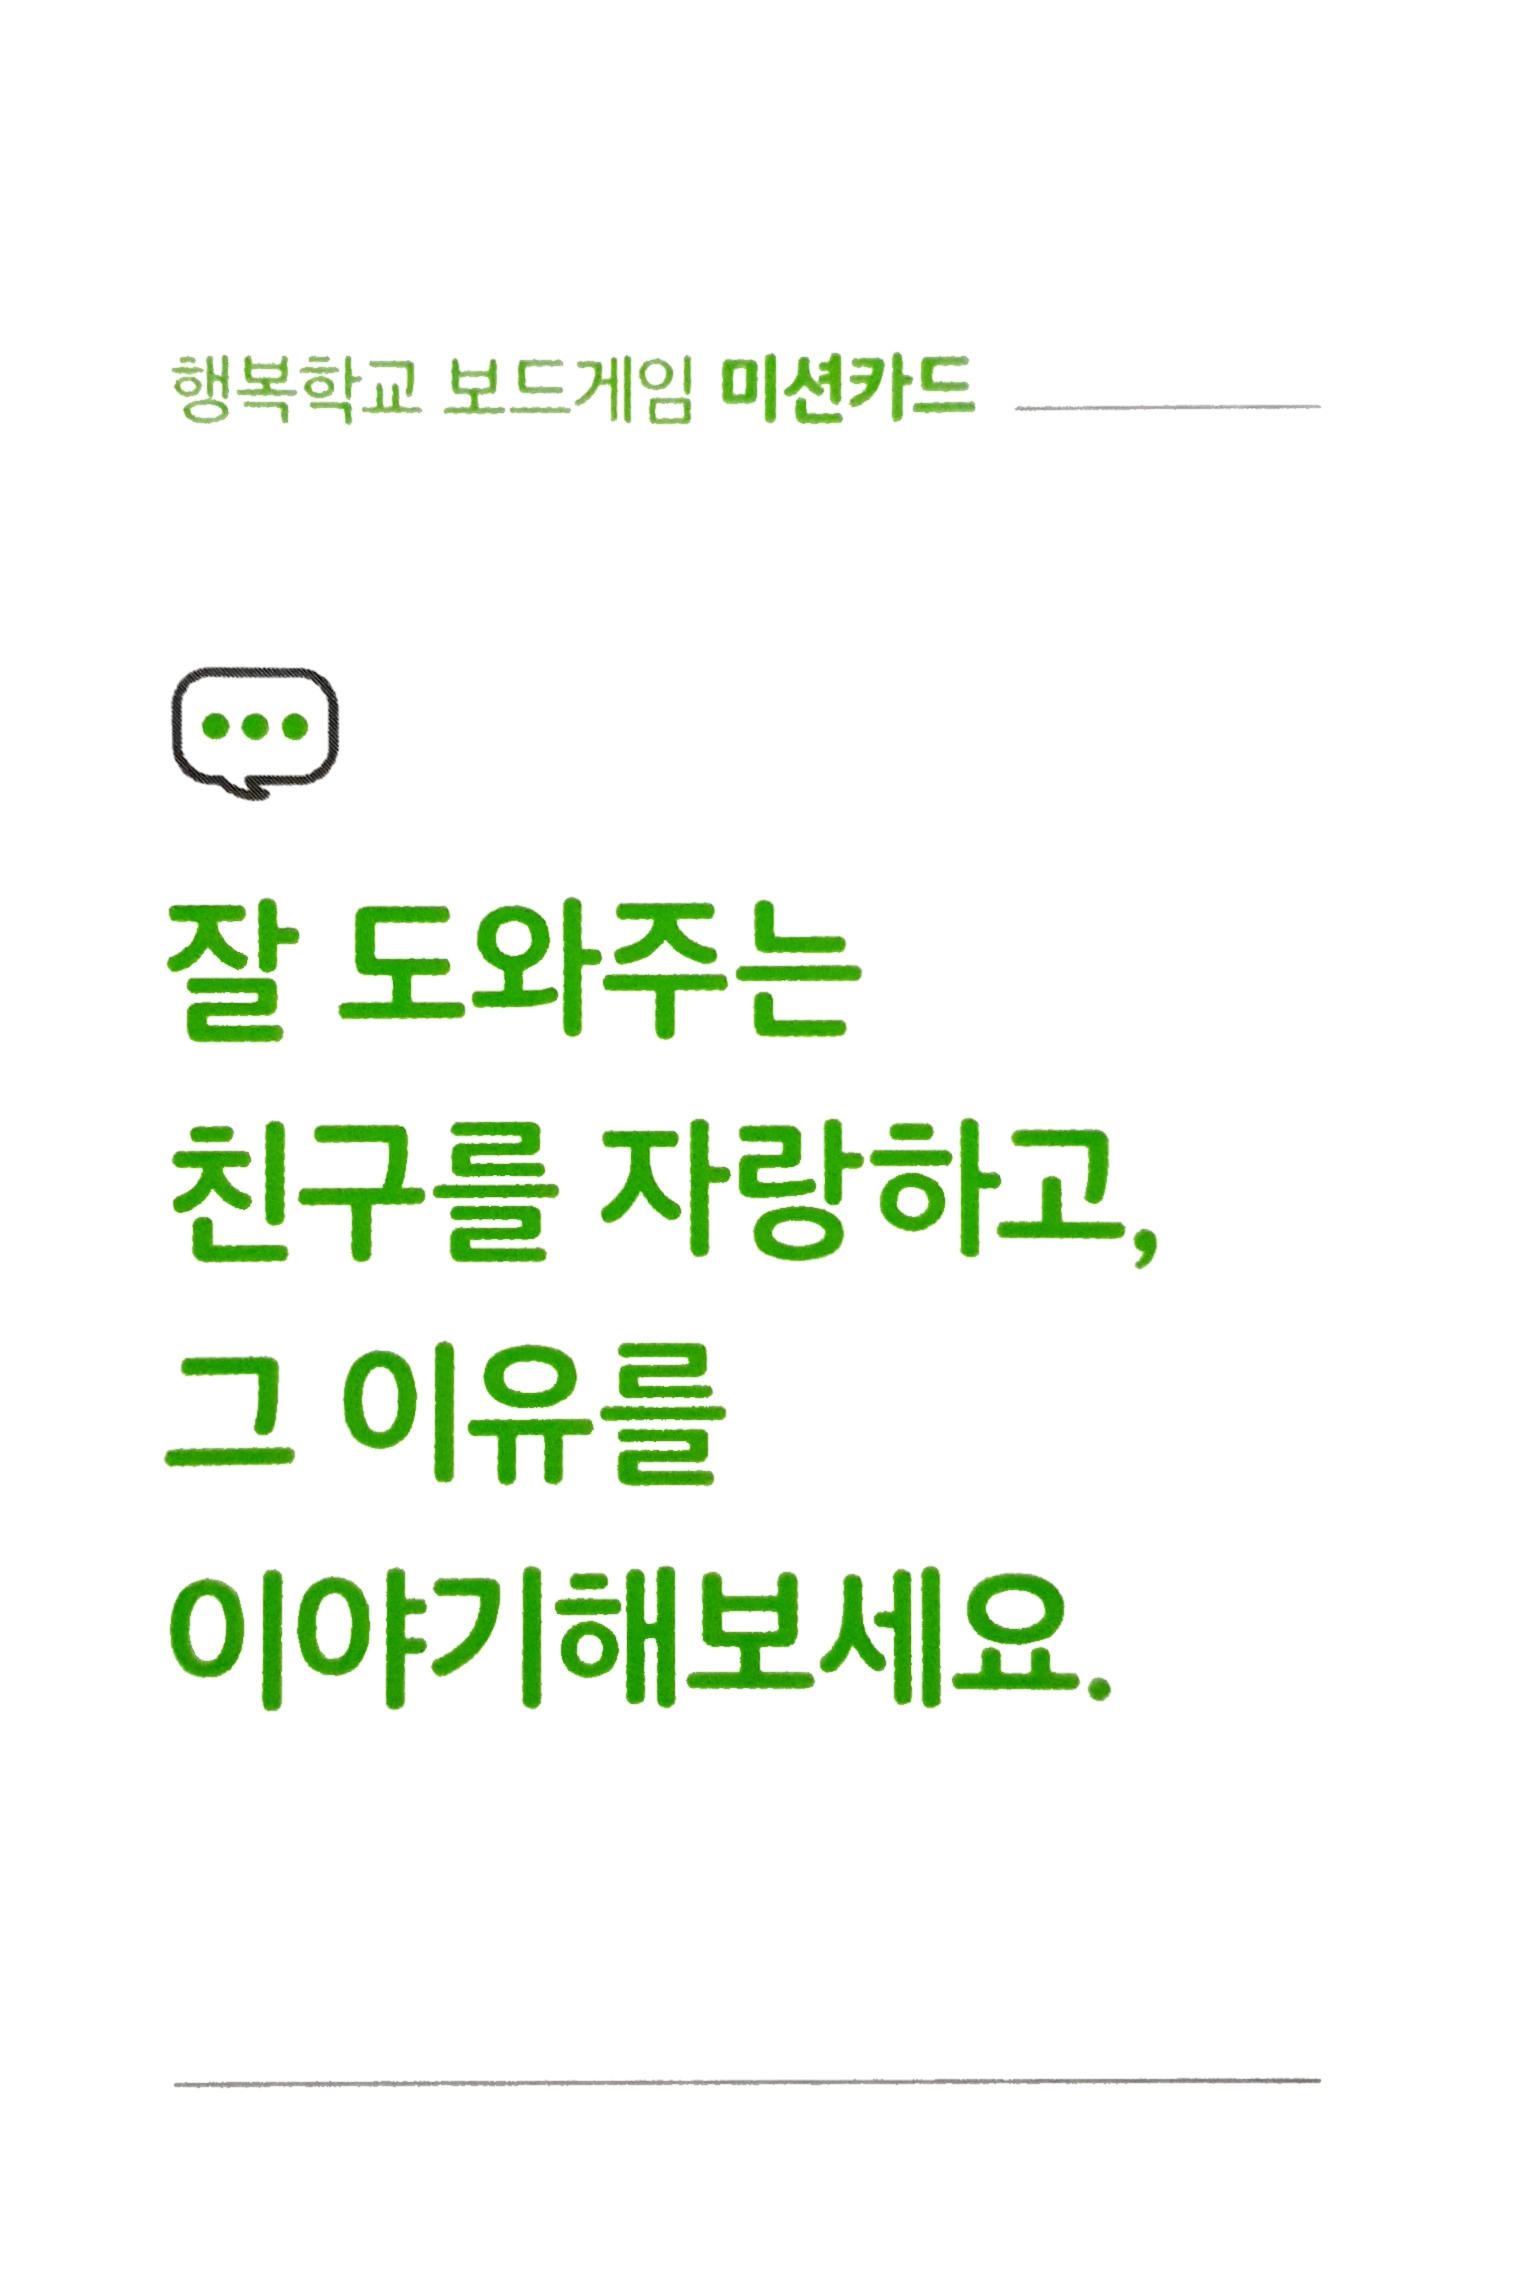 행복학교 보드게임 미션카드
잘 도와주는
친구를 자랑하고,
그 이유를
이야기해보세요.